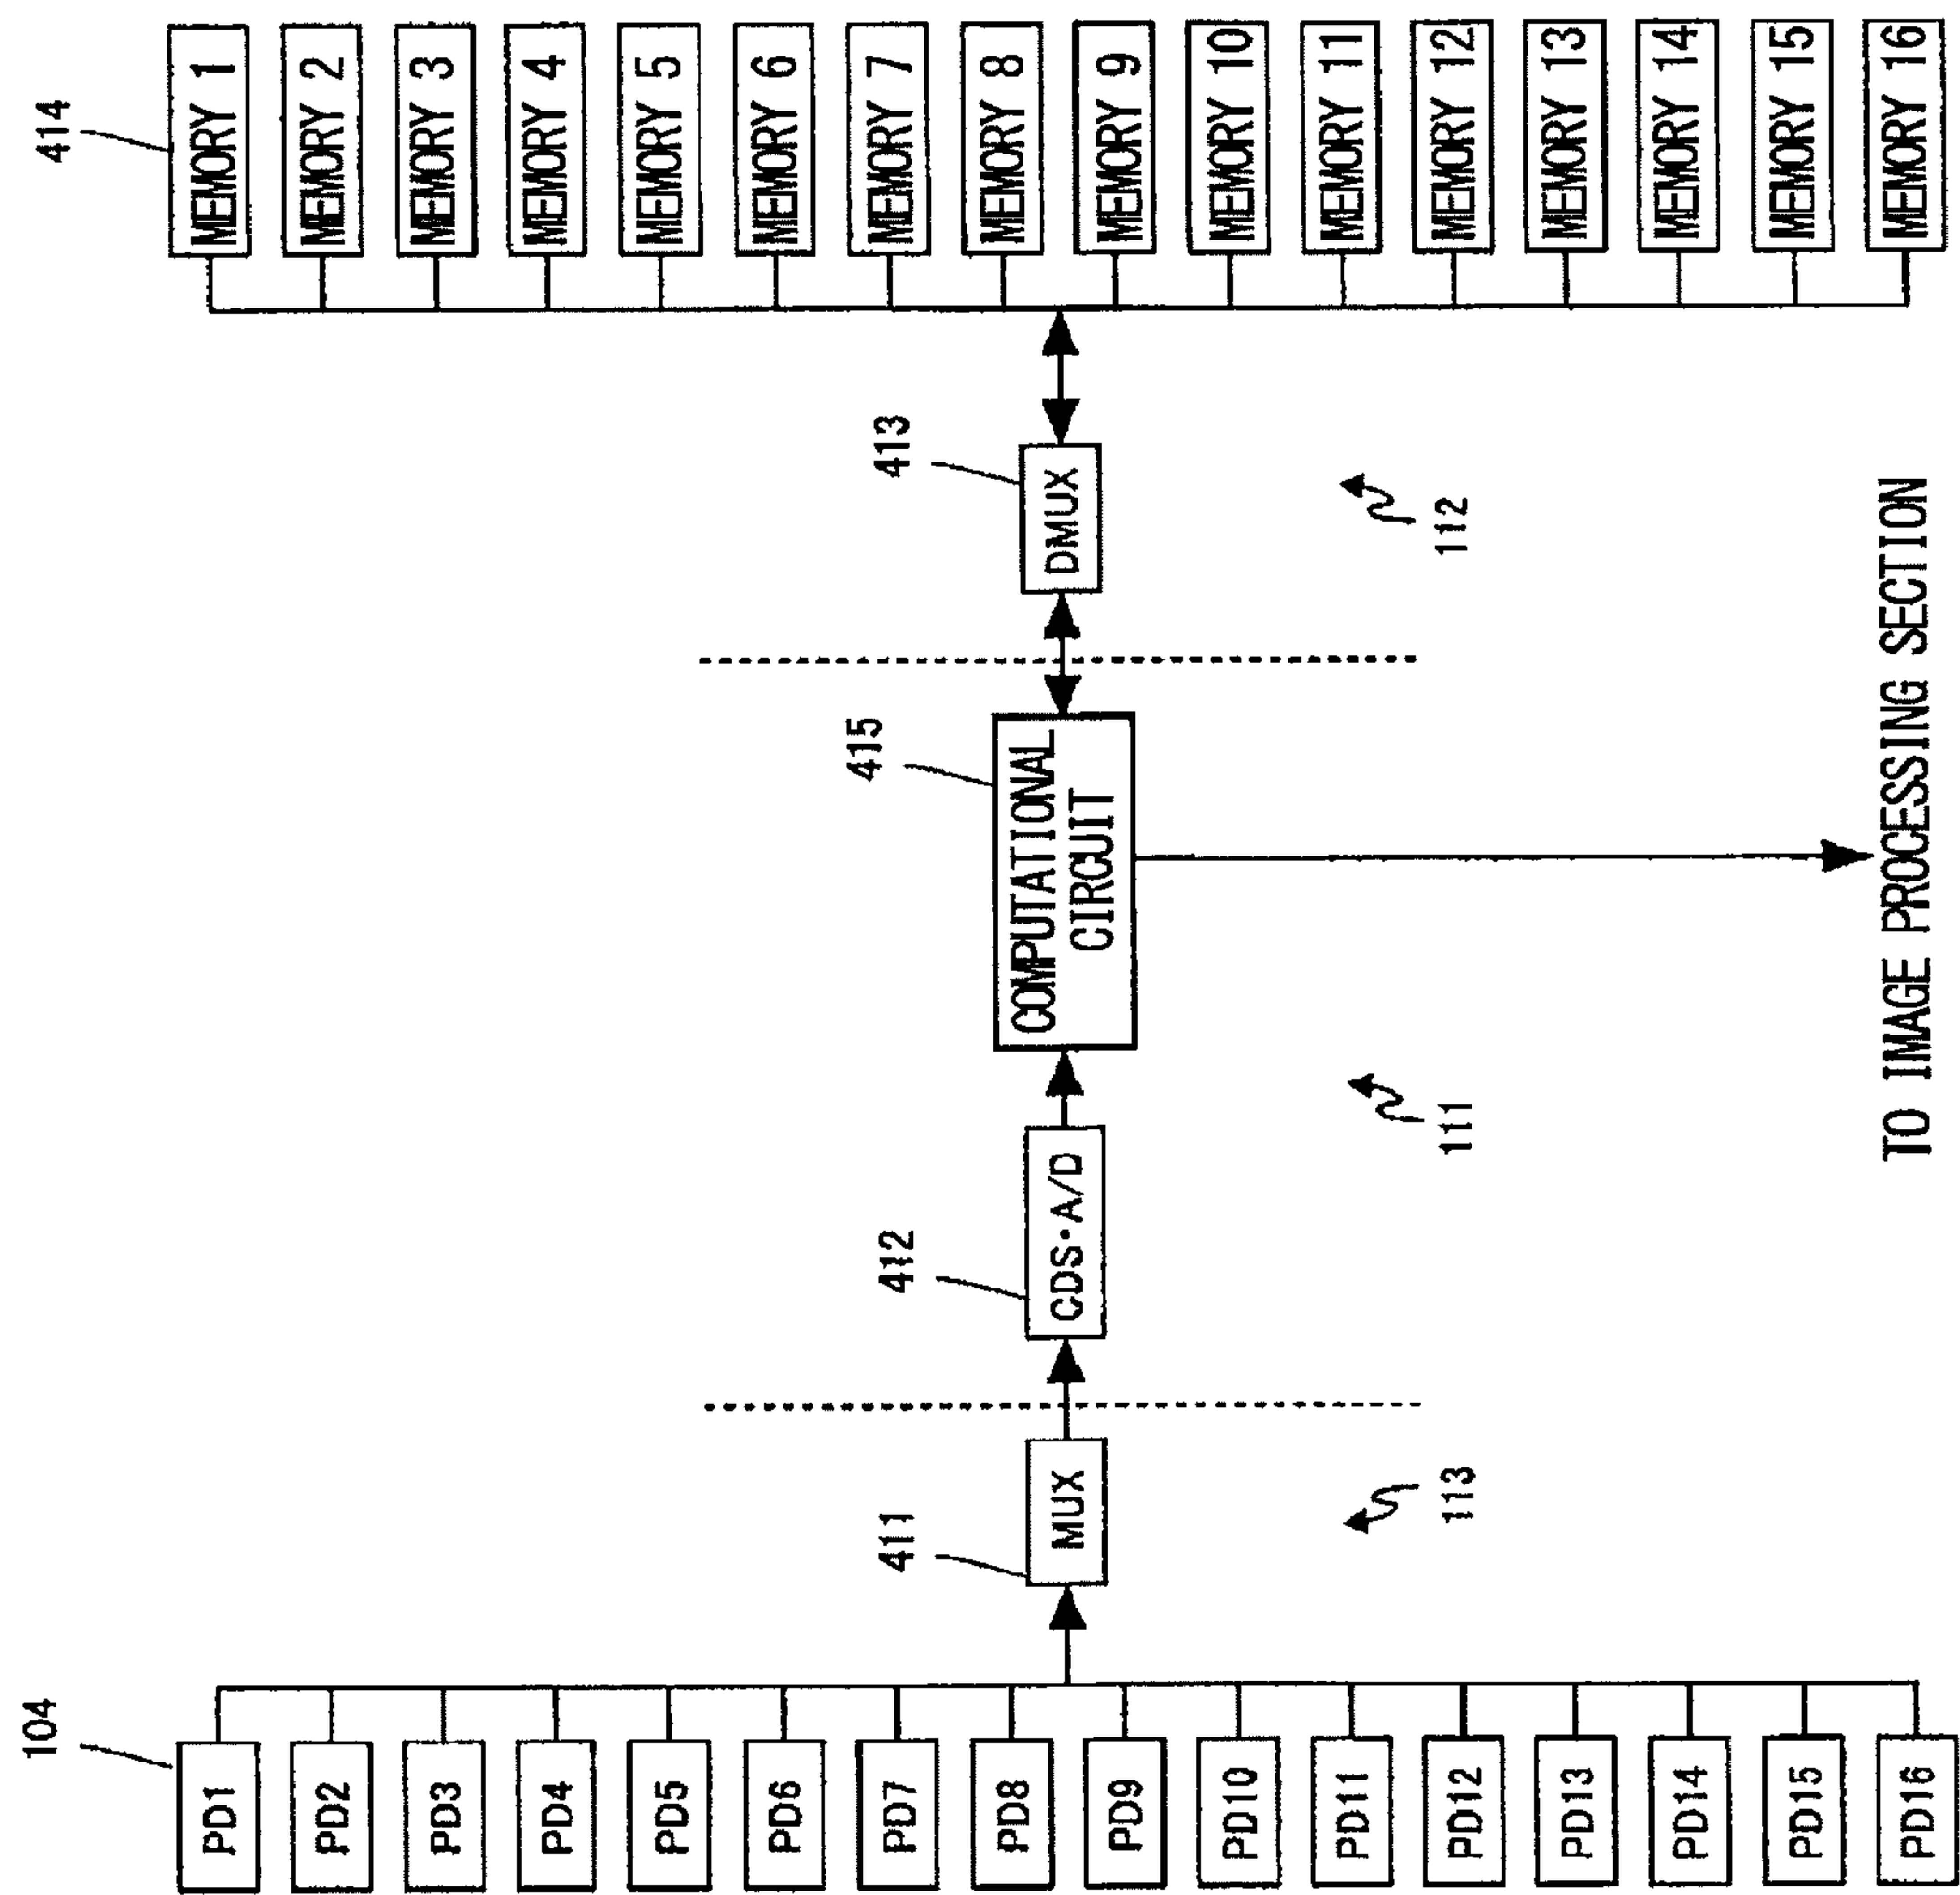 104
PD1
PD2
PD3
PD4
PD5
PD6
PD7
PD8
PD9
PD10
PD11
PD12
PD13
PD14
PD15
PD16
411
MUX
113
412
CDS·A/D
111
415
COMPUTATIONAL
CIRCUIT
TO IMAGE PROCESSING SECTION
413
DMUX
112
414
MEMORY 1
MEMORY 2
MEMORY 3
MEMORY 4
MEMORY 5
MEMORY 6
MEMORY 7
MEMORY 8
MEMORY 9
MEMORY 10
MEMORY 11
MEMORY 12
MEMORY 13
MEMORY 14
MEMORY 15
MEMORY 16